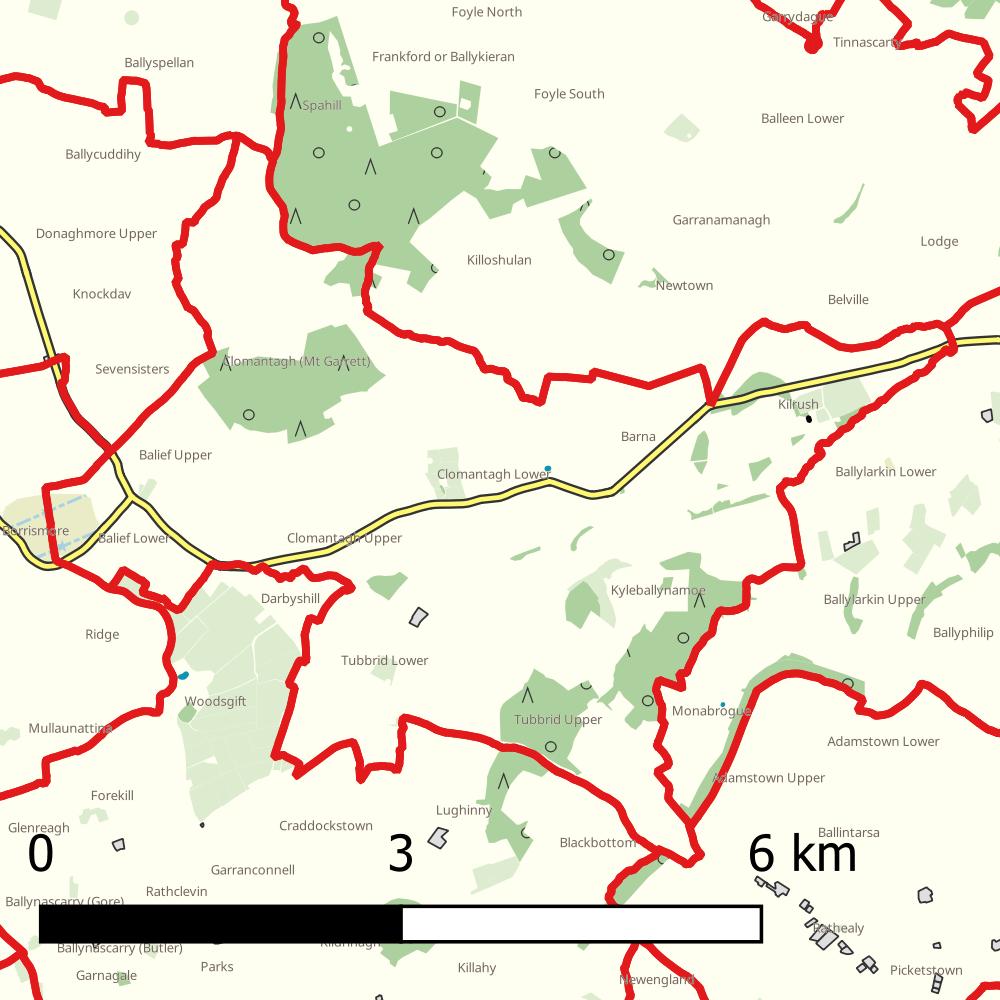 Foyle North
Garrydague
Tinnascarty
Frankford or Ballykieran
Ballyspellan
Foyle South
Spahill
Balleen Lower
Ballycuddihy
Garranamanagh
Donaghmore Upper
Lodge
Killoshulan
Newtown
Knockdav
Belville
Clomantagh (Mt Garrett)
Sevensisters
Kilrush
Barna
Balief Upper
Clomantagh Lower
Ballylarkin Lower
Borrismore
Balief Lower
Clomantagh Upper
Kyleballynamoe
Darbyshill
Ballylarkin Upper
Ridge
Ballyphilip
Tubbrid Lower
Woodsgift
Monabrogue
Tubbrid Upper
Mullaunattina
Adamstown Lower
Adamstown Upper
Forekill
Lughinny
Glenreagh
Craddockstown
Ballintarsa
Blackbottom
0 3 6 km
Garranconnell
Rathclevin
Ballynascarry (Gore)
Rathealy
Ballynascarry (Butler)
Parks
Killahy
Picketstown
Garnagale
Newengland